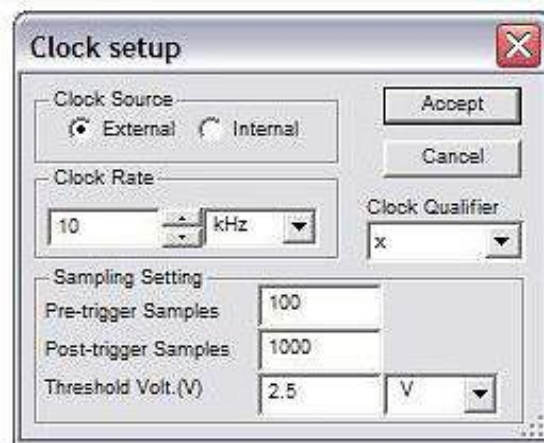 Clock setup
Clock Source
External Internal
Accept
Cancel
Clock Rate
10 kHz
Clock Qualifier
x
Sampling Setting
Pre-trigger Samples 100
Post-trigger Samples 1000
Threshold Volt.(V) 2.5 V